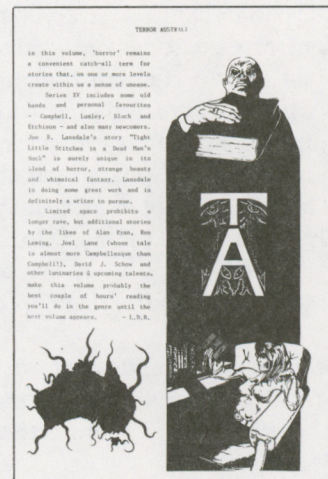 TERROR AUSTRALI
in this volume, 'horror' remains
a convenient catch-all term for
stories that, on one or more levels
create within us a sense of unease.
Series XV includes some old
hands and personal favourites
- Campbell, Lumley, Bloch and
Etchison - and also many newcomers.
Joe R. Lansdale's story "Tight
Little Stitches in a Dead Man's
Back" is surely unique in its
blend of horror, strange beauty
and whimsical fantasy. Lansdale
is doing some great work and is
definitely a writer to pursue.
Limited space prohibits a
longer rave, but additional stories
by the likes of Alan Ryan, Ron
Leming, Joel Lane (whose tale
is almost more Campbellesque than
Campbell!), David J. Schow and
other luminaries & upcoming talents,
make this volume probably the
best couple of hours' reading
you'll do in the genre until the
next volume appears. - L.D.R.
TA